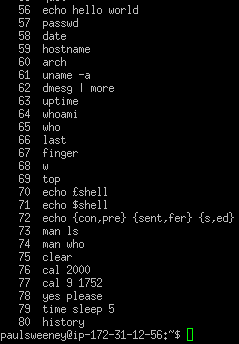 56 echo hello world
57 passwd
58 date
59 hostname
60 arch
61 uname -a
62 dmesg | more
63 uptime
64 whoami
65 who
66 last
67 finger
68 w
69 top
70 echo £shell
71 echo $shell
72 echo {con,pre} {sent,fer} {s,ed}
73 man ls
74 man who
75 clear
76 cal 2000
77 cal 9 1752
78 yes please
79 time sleep 5
80 history
paulsweeney@ip-172-31-12-56:~$